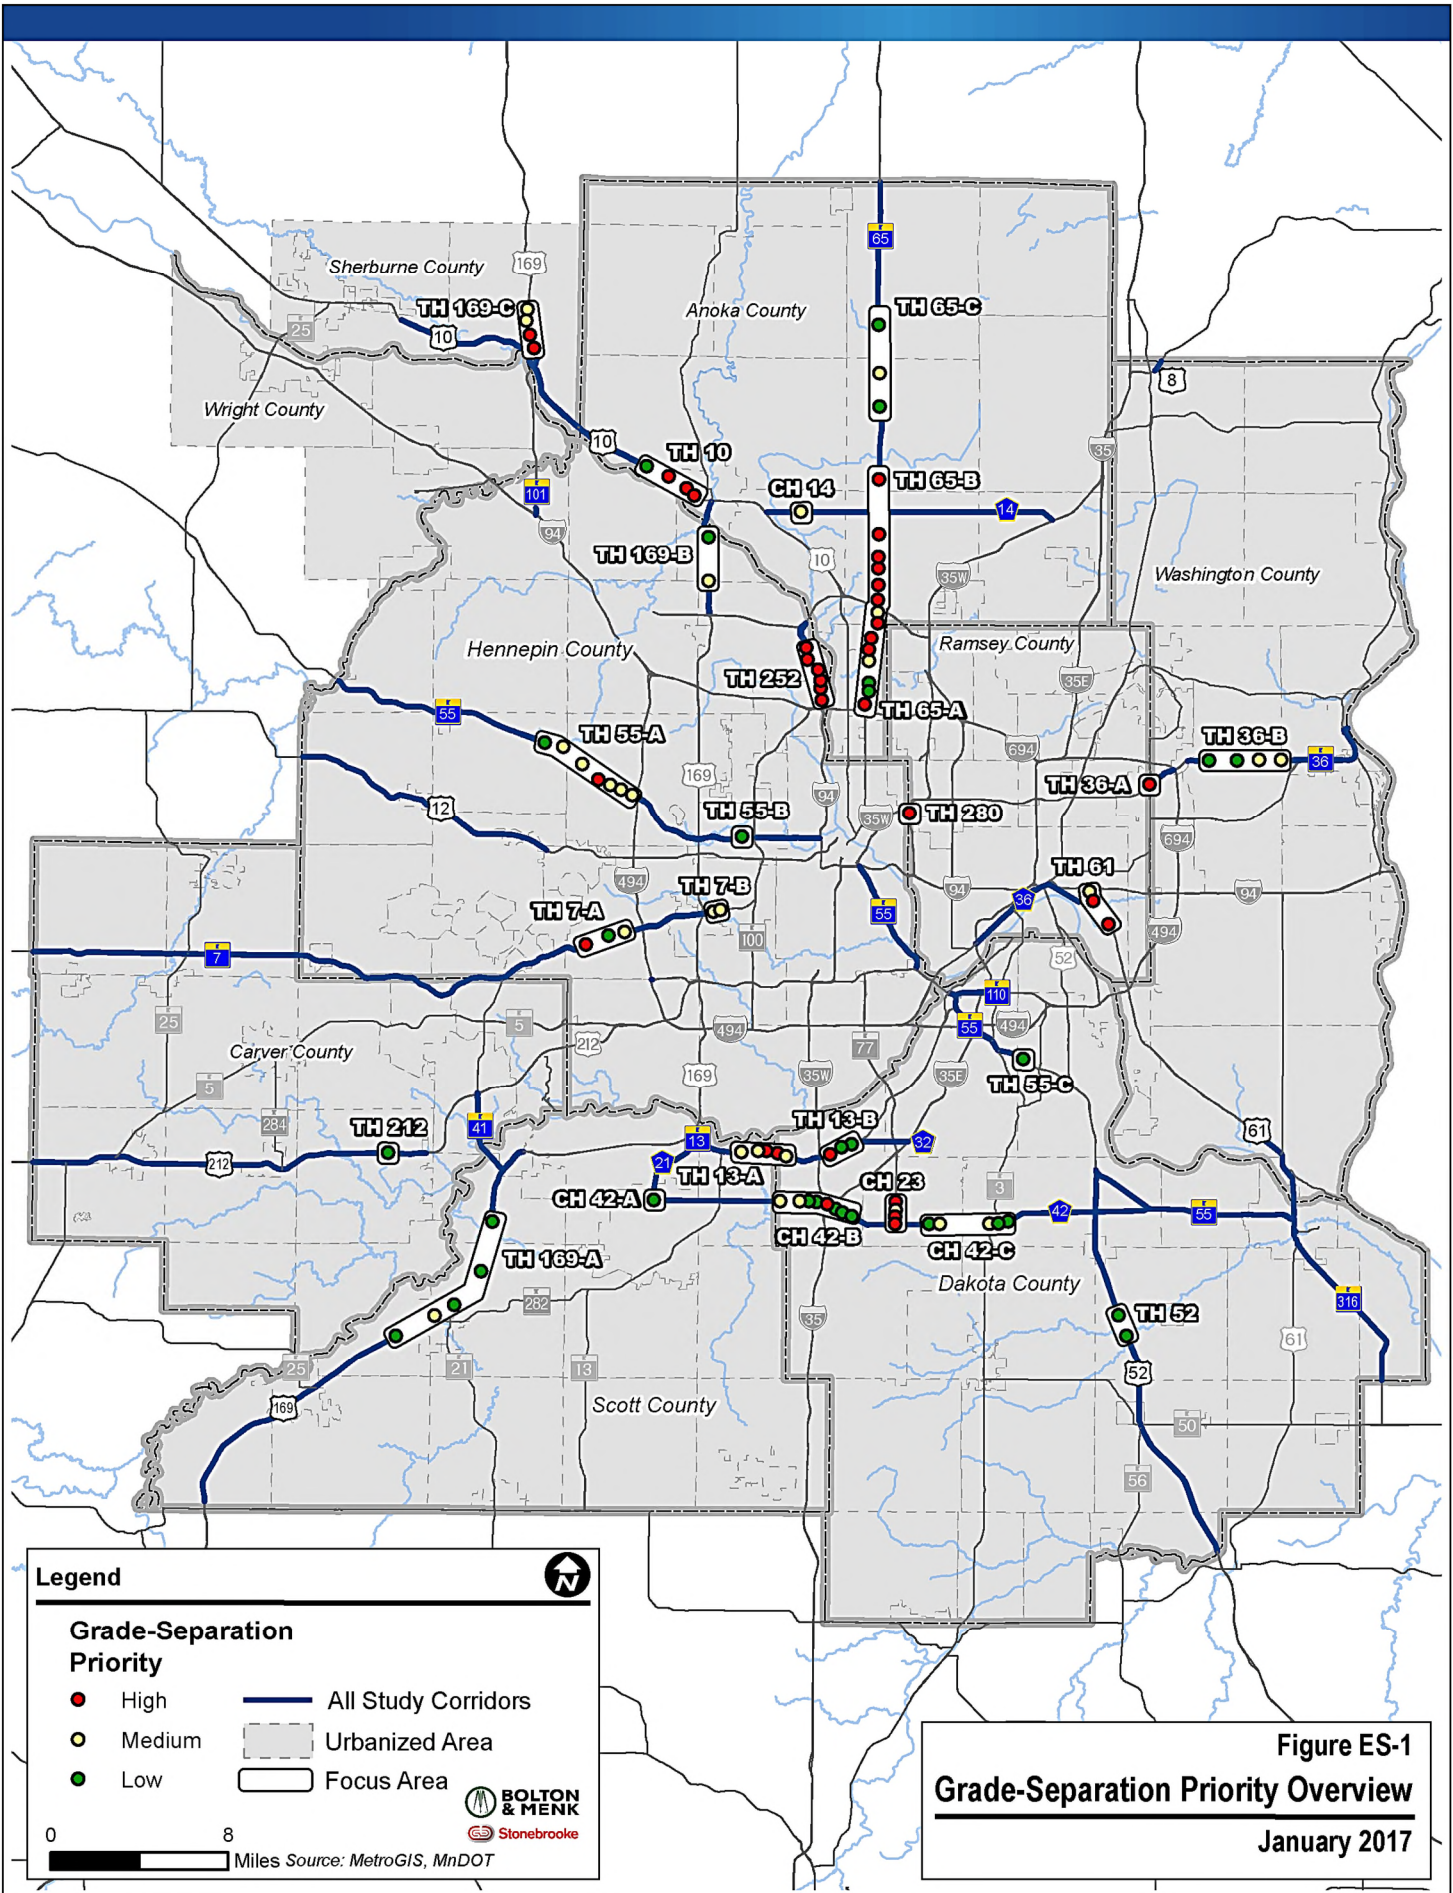 65
Sherburne County
169
TH 169-C
TH 65-C
Anoka County
25
10
8
Wright County
10
35
TH 10
TH 65-B
CH 14
101
14
94
TH 169-B
10
35W
Washington County
Hennepin County
Ramsey County
TH 252
35E
55
TH 65-A
TH 55-A
694
TH 36-B
36
169
TH 36-A
94
12
TH 55-B
35W
TH 280
694
TH 61
494
TH 7-B
94
94
36
TH 7-A
55
494
100
7
52
110
25
5
494
55
494
212
77
Carver County
169
35W
35E
TH 55-C
5
284
TH 212
41
13
TH 13-B
61
32
212
21
TH 13-A
CH 23
3
CH 42-A
42
55
CH 42-B
CH 42-C
TH 169-A
Dakota County
282
316
35
TH 52
61
25
21
13
52
169
Scott County
50
56
Legend
N
Grade-Separation
Priority
High
All Study Corridors
Medium
Urbanized Area
Low
Focus Area
BOLTON
& MENK
Stonebrooke
0 8
Miles Source: MetroGIS, MnDOT
Figure ES-1
Grade-Separation Priority Overview
January 2017